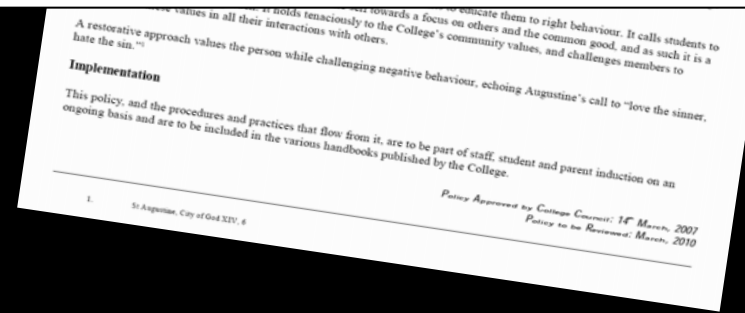 to educate them to right behaviour. It calls students to
towards a focus on others and the common good, and as such it is a
It holds tenaciously to the College's community values, and challenges members to
values in all their interactions with others.
A restorative approach values the person while challenging negative behaviour, echoing Augustine's call to "love the sinner,
hate the sin."¹
Implementation
This policy, and the procedures and practices that flow from it, are to be part of staff, student and parent induction on an
ongoing basis and are to be included in the various handbooks published by the College.
Policy Approved by College Council: 14th March, 2007
Policy to be Reviewed: March, 2010
1. St Augustine, City of God XIV, 6